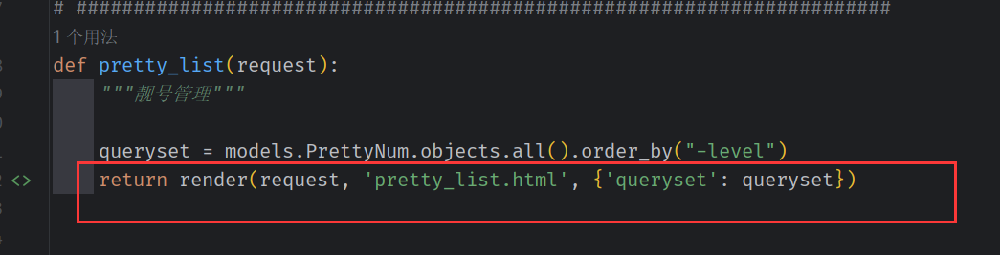 # #######################################################################
1 个用法
def pretty_list(request):
"""靓号管理"""
queryset = models.PrettyNum.objects.all().order_by("-level")
<> return render(request, 'pretty_list.html', {'queryset': queryset})